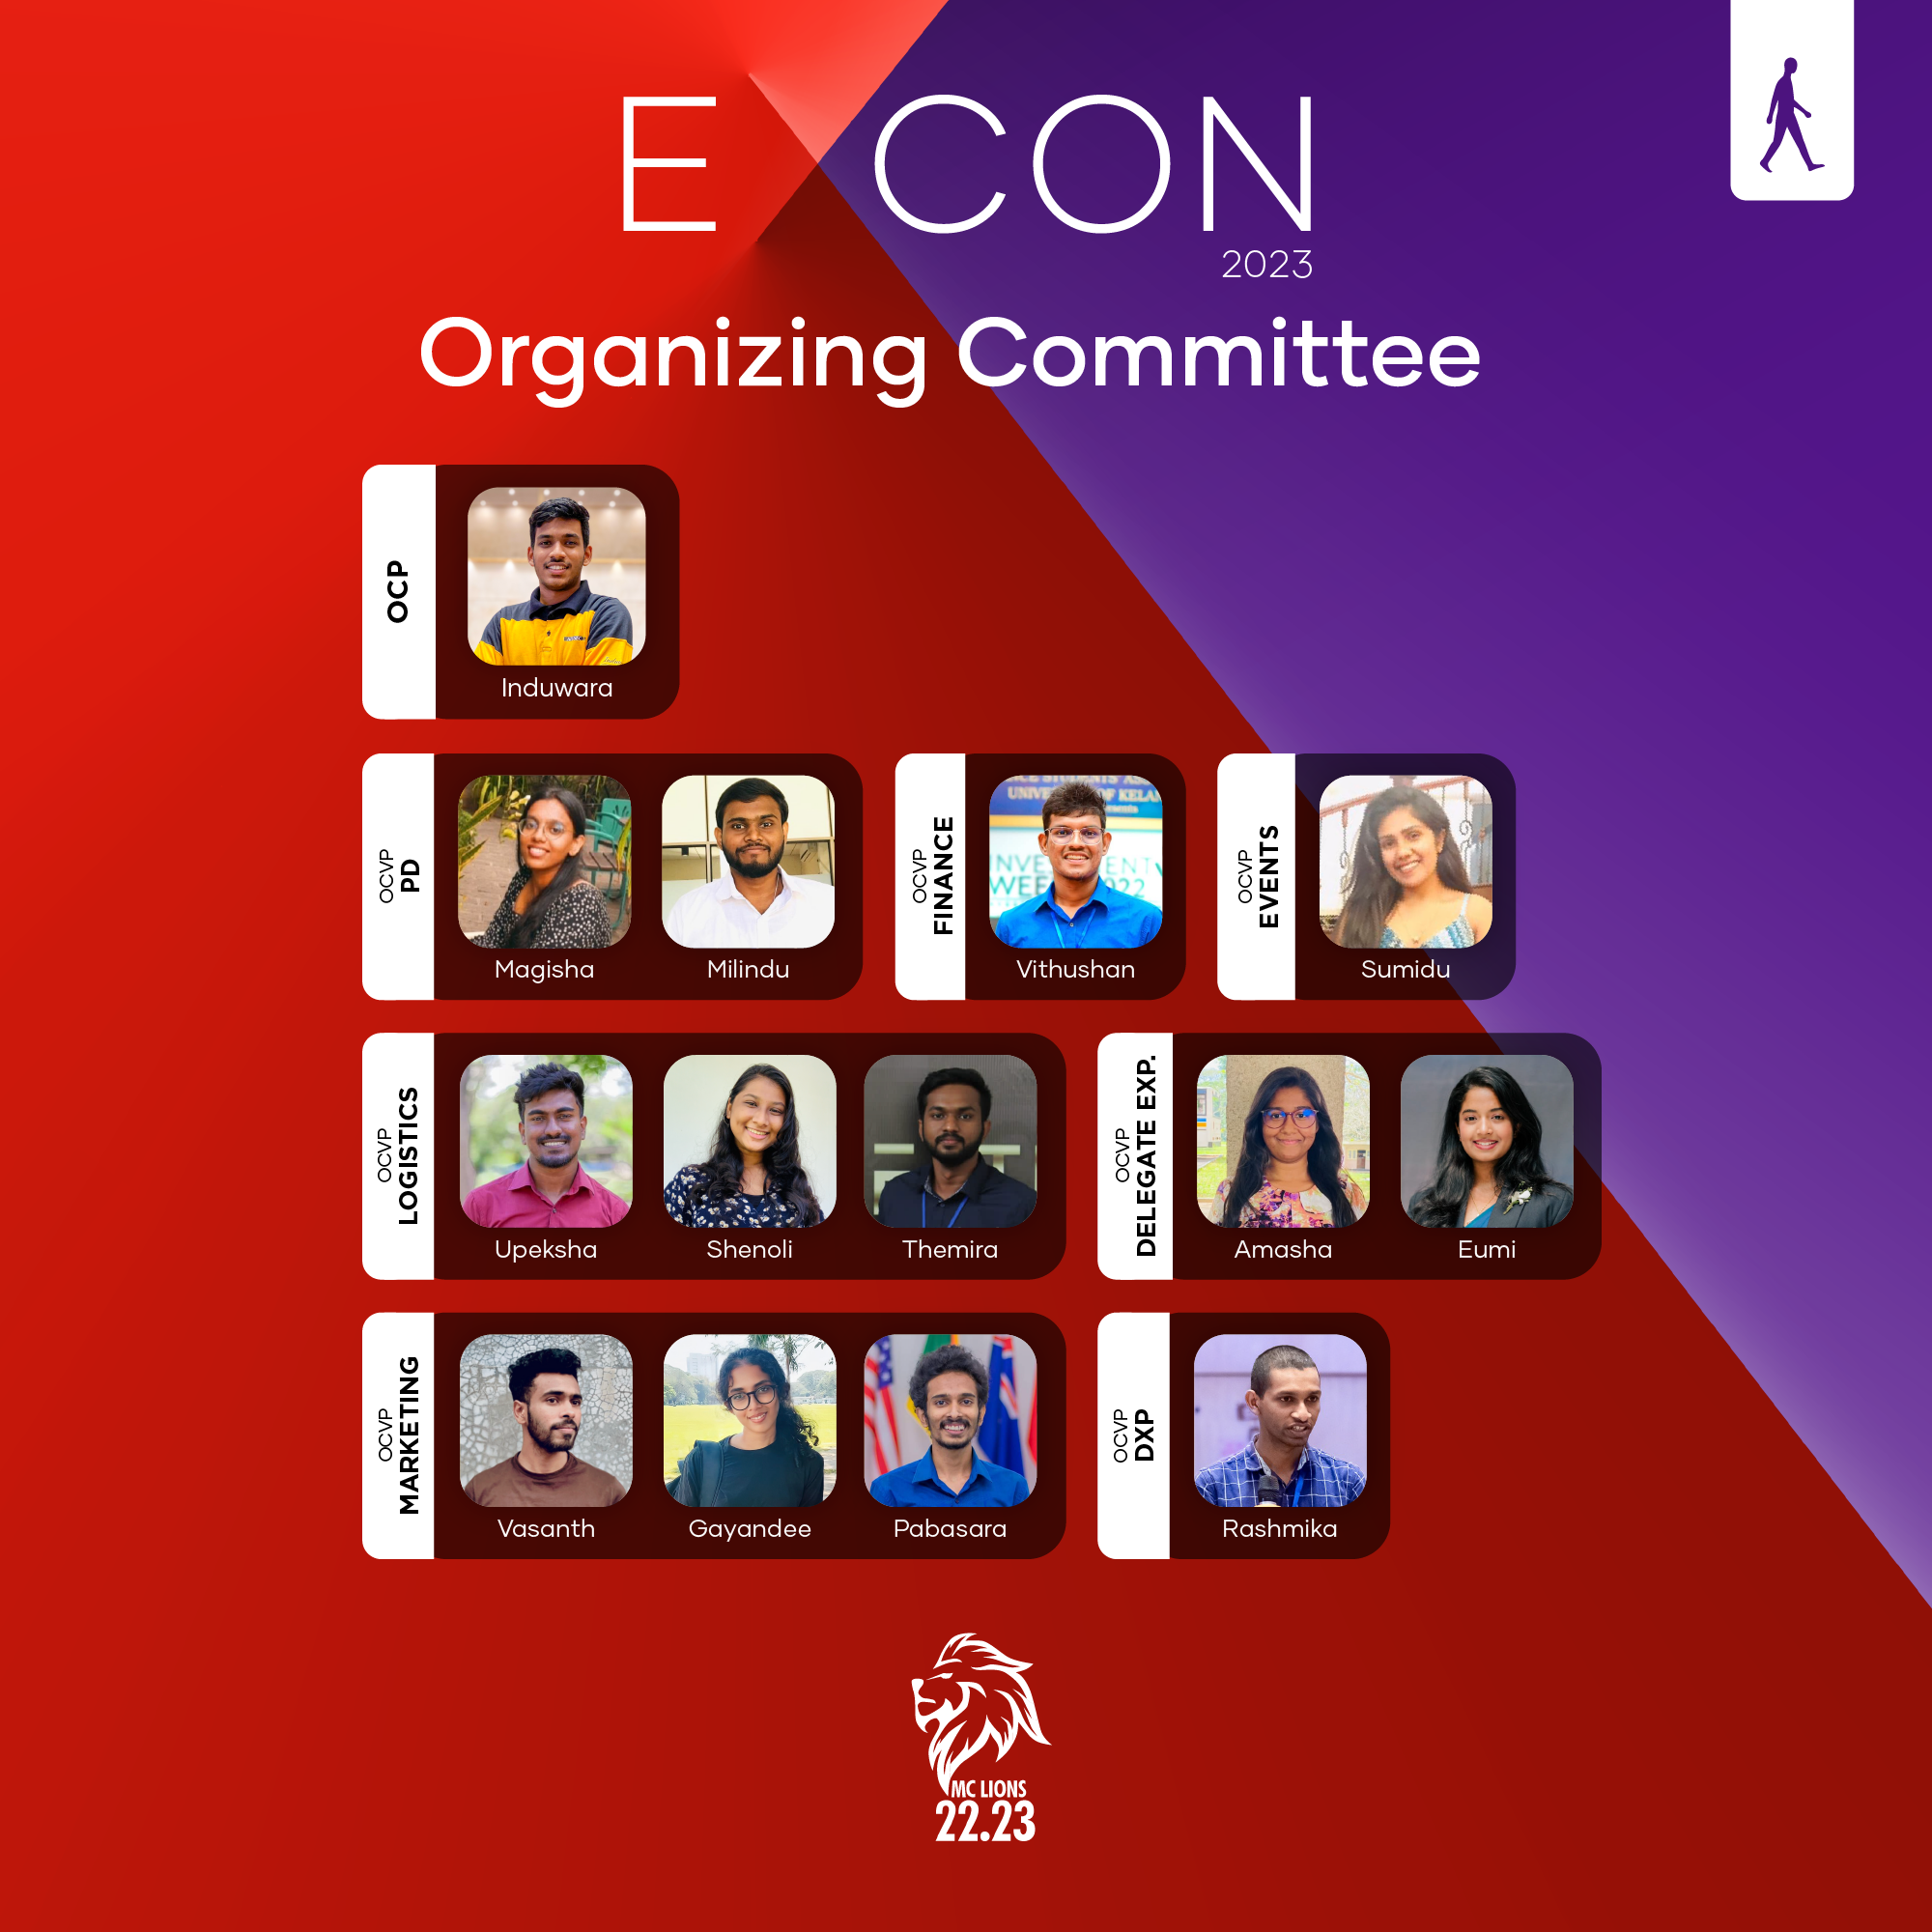 E CON
2023
Organizing Committee
OCP
Induwara
OCVP
PD
Magisha
Milindu
OCVP
FINANCE
Vithushan
OCVP
EVENTS
Sumidu
OCVP
LOGISTICS
Upeksha
Shenoli
Themira
OCVP
DELEGATE EXP.
Amasha
Eumi
OCVP
MARKETING
Vasanth
Gayandee
Pabasara
OCVP
DXP
Rashmika
MC LIONS
22.23